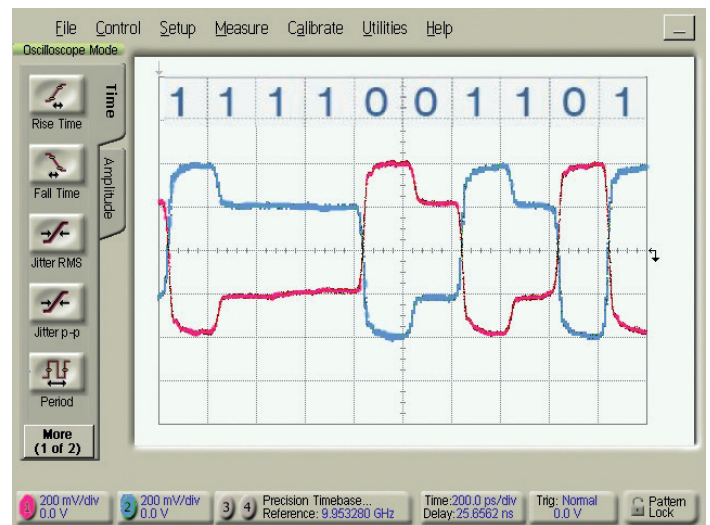 File Control Setup Measure Calibrate Utilities Help
Oscilloscope Mode
Rise Time
Fall Time
Jitter RMS
Jitter p-p
Period
More
(1 of 2)
Time
Amplitude
1 1 1 1 0 0 1 1 0 1
1 200 mV/div
0.0 V
2 200 mV/div
0.0 V
3 4
Precision Timebase...
Reference: 9.953280 GHz
Time:200.0 ps/div
Delay:25.6562 ns
Trig: Normal
0.0 V
Pattern
Lock